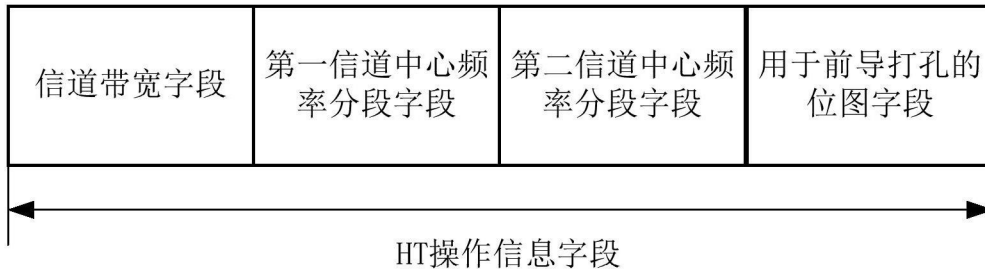 信道带宽字段
第一信道中心频
率分段字段
第二信道中心频
率分段字段
用于前导打孔的
位图字段
HT操作信息字段